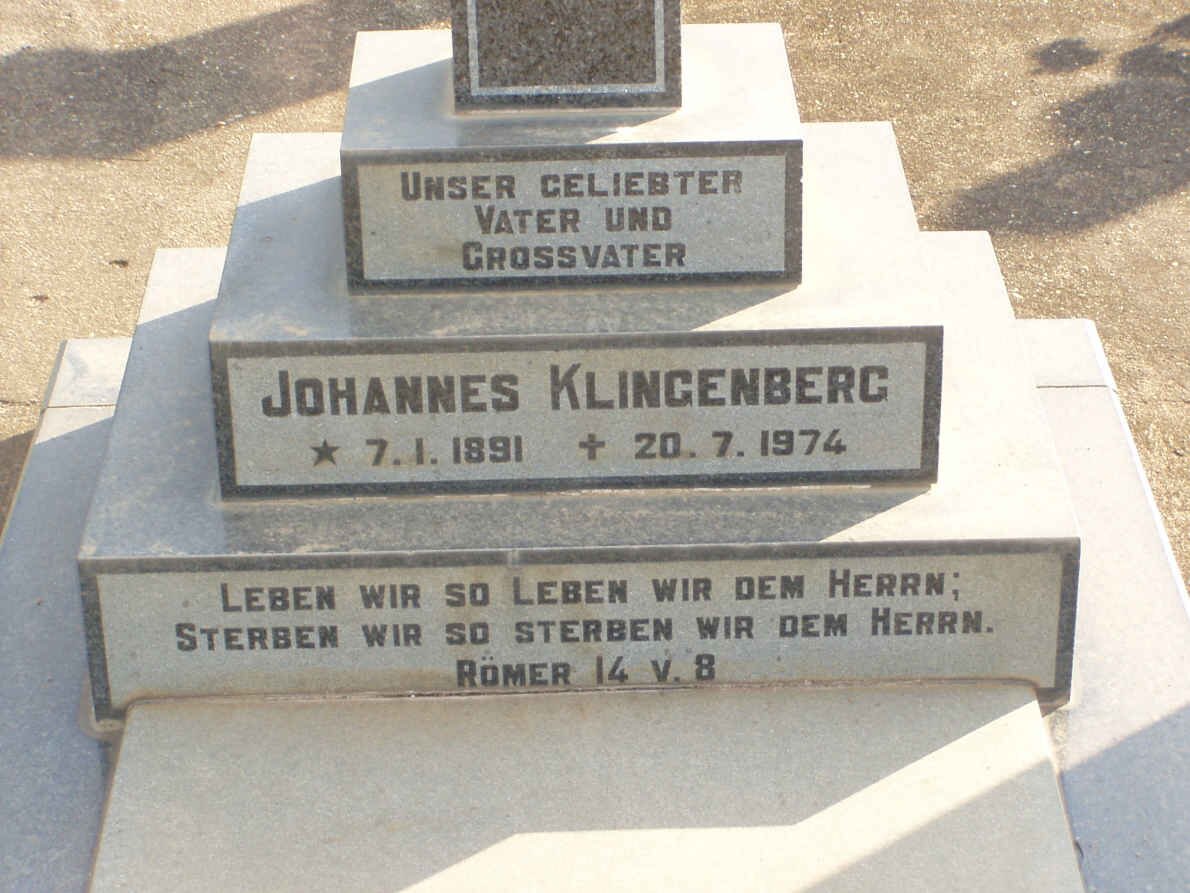 Unser geliebter
Vater und
Grossvater
Johannes Klingenberg
★ 7. 1. 1891 ✝ 20. 7. 1974
Leben wir so Leben wir dem Herrn;
Sterben wir so sterben wir dem Herrn.
Römer 14 v. 8